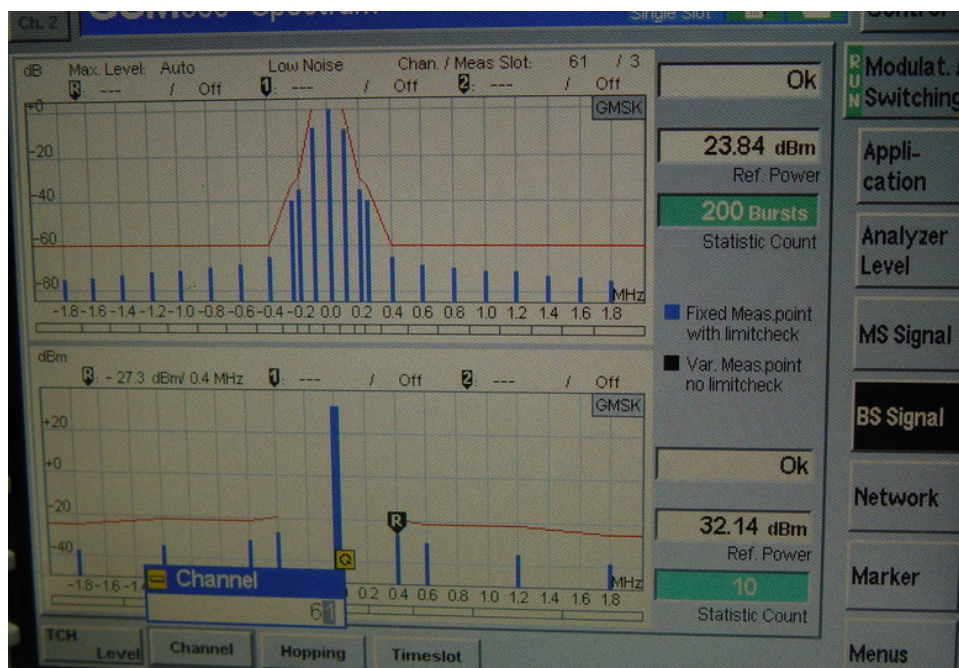 Ch. 2
Spectrum
Single Slot
Control
dB Max. Level: Auto Low Noise Chan. / Meas Slot: 61 / 3
R: --- / Off 1: --- / Off 2: --- / Off
GMSK
±0
-20
-40
-60
-80
MHz
-1.8 -1.6 -1.4 -1.2 -1.0 -0.8 -0.6 -0.4 -0.2 0.0 0.2 0.4 0.6 0.8 1.0 1.2 1.4 1.6 1.8
Ok
23.84 dBm
Ref. Power
200 Bursts
Statistic Count
Fixed Meas.point
with limitcheck
Var. Meas.point
no limitcheck
dBm
R: - 27.3 dBm/ 0.4 MHz 1: --- / Off 2: --- / Off
GMSK
+20
+0
-20
-40
R
Q
MHz
-1.8 -1.6 0.2 0.4 0.6 0.8 1.0 1.2 1.4 1.6 1.8
Ok
32.14 dBm
Ref. Power
10
Statistic Count
Channel
61
TCH
Level
Channel
Hopping
Timeslot
RUN
Modulat.
Switching
Appli-
cation
Analyzer
Level
MS Signal
BS Signal
Network
Marker
Menus